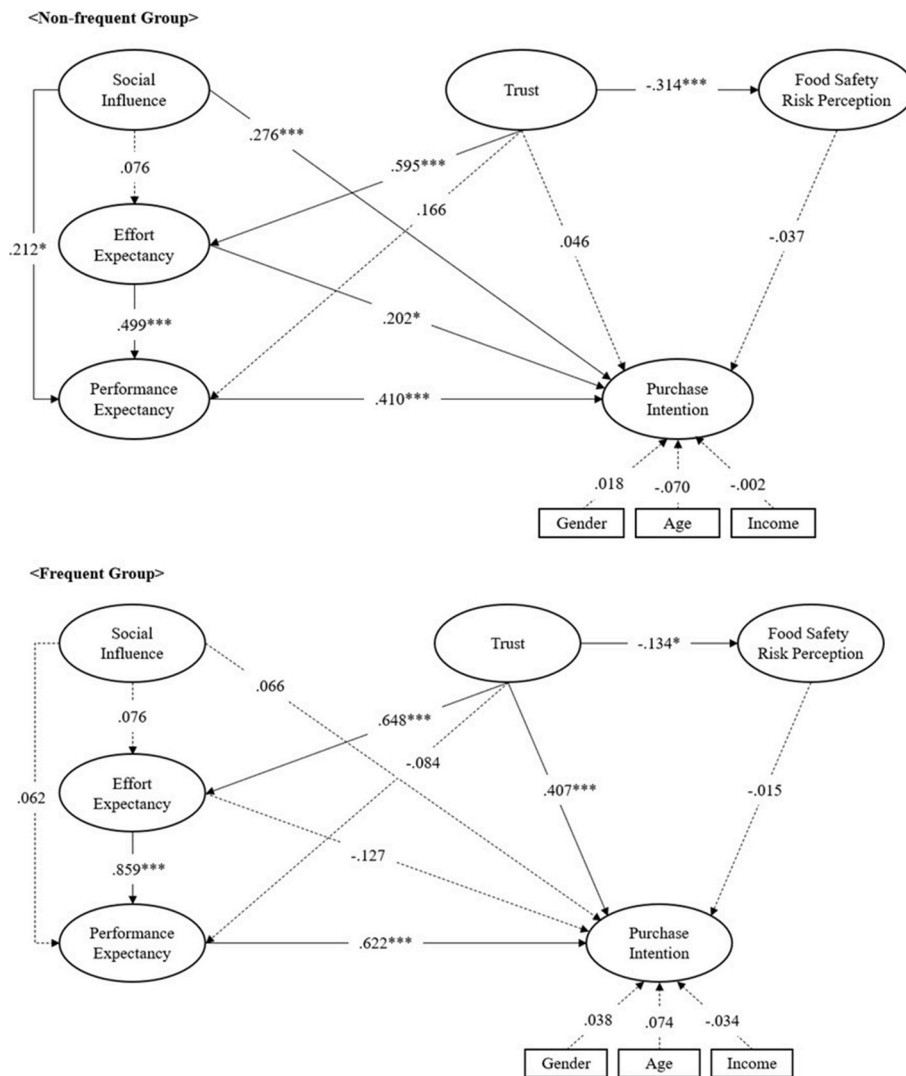 <Non-frequent Group>
Social
Influence
Trust
Food Safety
Risk Perception
-.314***
.276***
.076
.595***
.166
.046
-.037
.212*
Effort
Expectancy
.202*
.499***
Performance
Expectancy
.410***
Purchase
Intention
.018
-.070
-.002
Gender
Age
Income
<Frequent Group>
Social
Influence
Trust
Food Safety
Risk Perception
-.134*
.066
.076
.648***
-.084
.407***
-.015
.062
Effort
Expectancy
-.127
.859***
Performance
Expectancy
.622***
Purchase
Intention
.038
.074
-.034
Gender
Age
Income